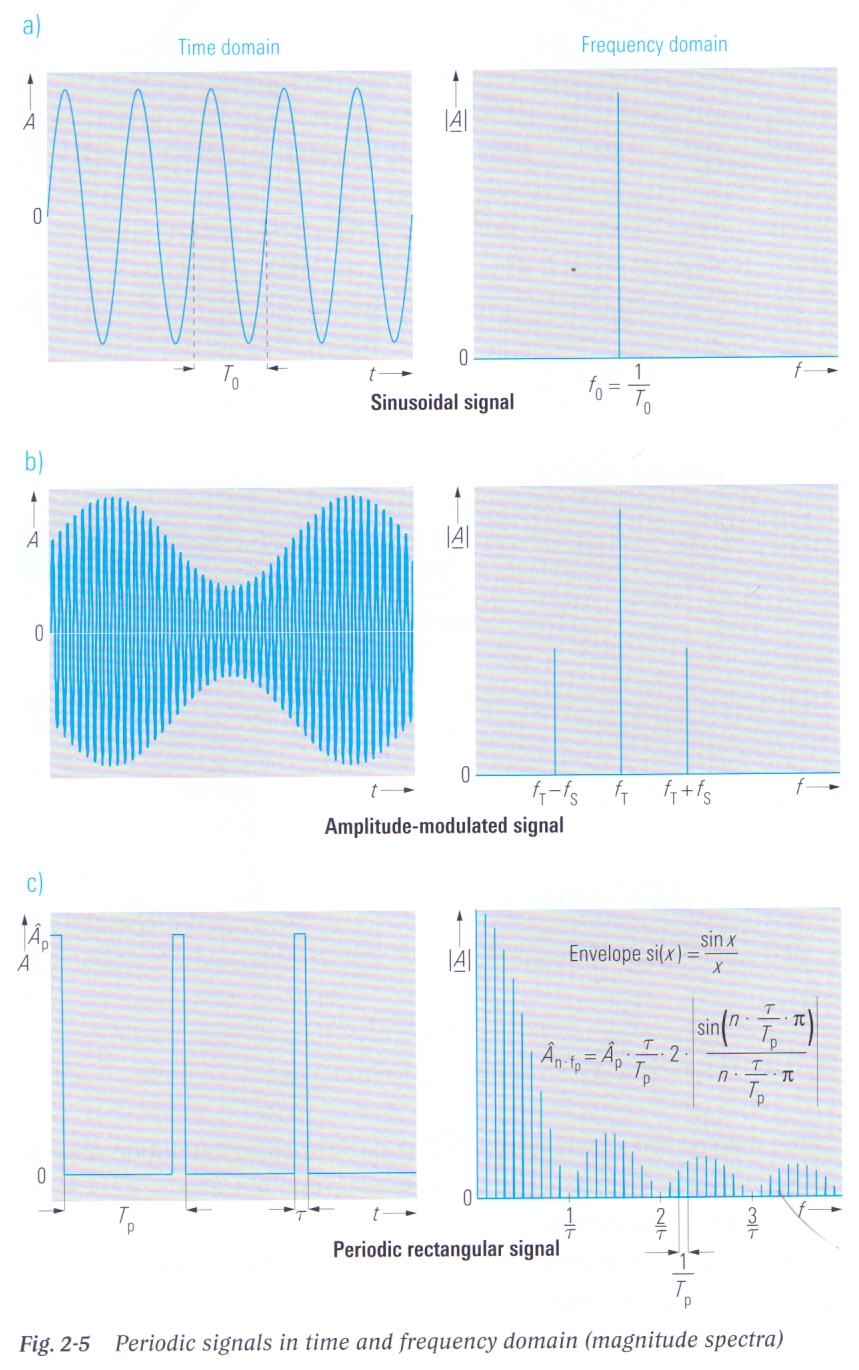 a)
Time domain
Frequency domain
A
|A|
0
0
T0
t
f0 = 1/T0
f
Sinusoidal signal
b)
A
|A|
0
0
t
fT−fS
fT
fT+fS
f
Amplitude-modulated signal
c)
Âp
A
|A|
Envelope si(x) = sin x / x
Ân·fp = Âp · τ/Tp · 2 · |sin(n · τ/Tp · π) / (n · τ/Tp · π)|
0
0
Tp
τ
t
1/τ
2/τ
3/τ
f
Periodic rectangular signal
1/Tp
Fig. 2-5 Periodic signals in time and frequency domain (magnitude spectra)